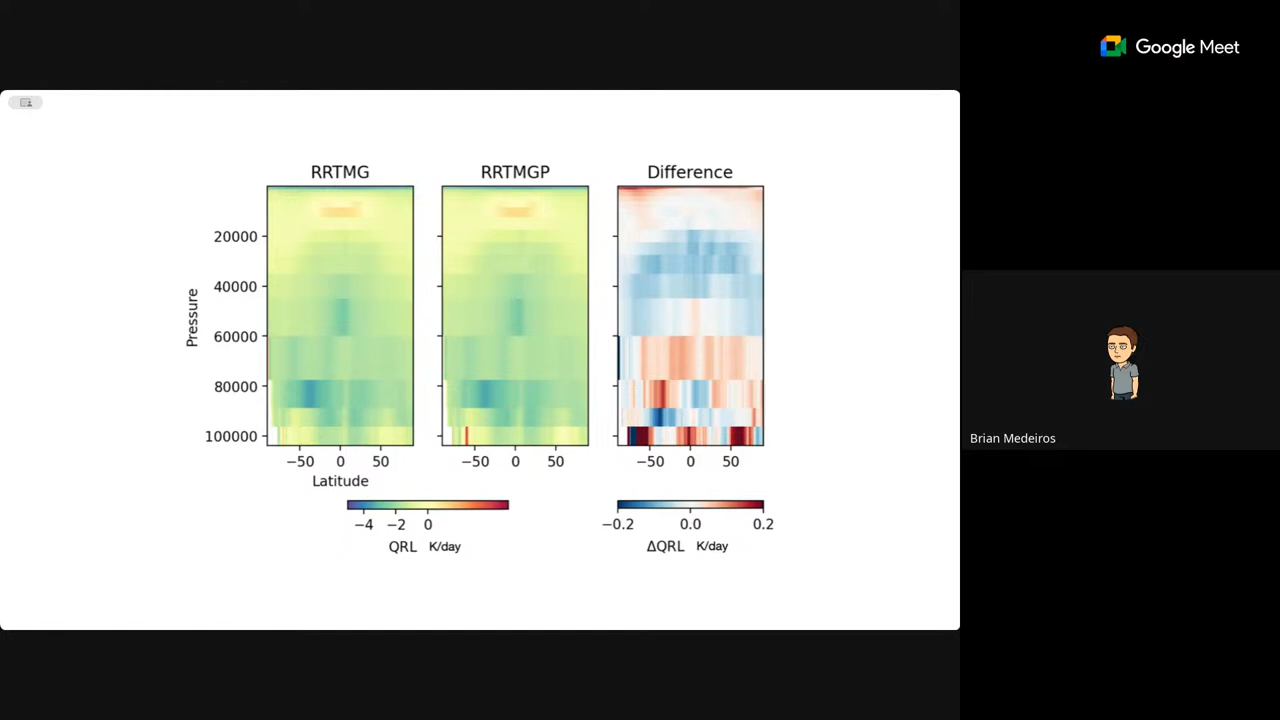 Google Meet
RRTMG
RRTMGP
Difference
20000
40000
60000
80000
100000
Pressure
−50 0 50
−50 0 50
−50 0 50
Latitude
−4 −2 0
QRL K/day
−0.2 0.0 0.2
ΔQRL K/day
Brian Medeiros